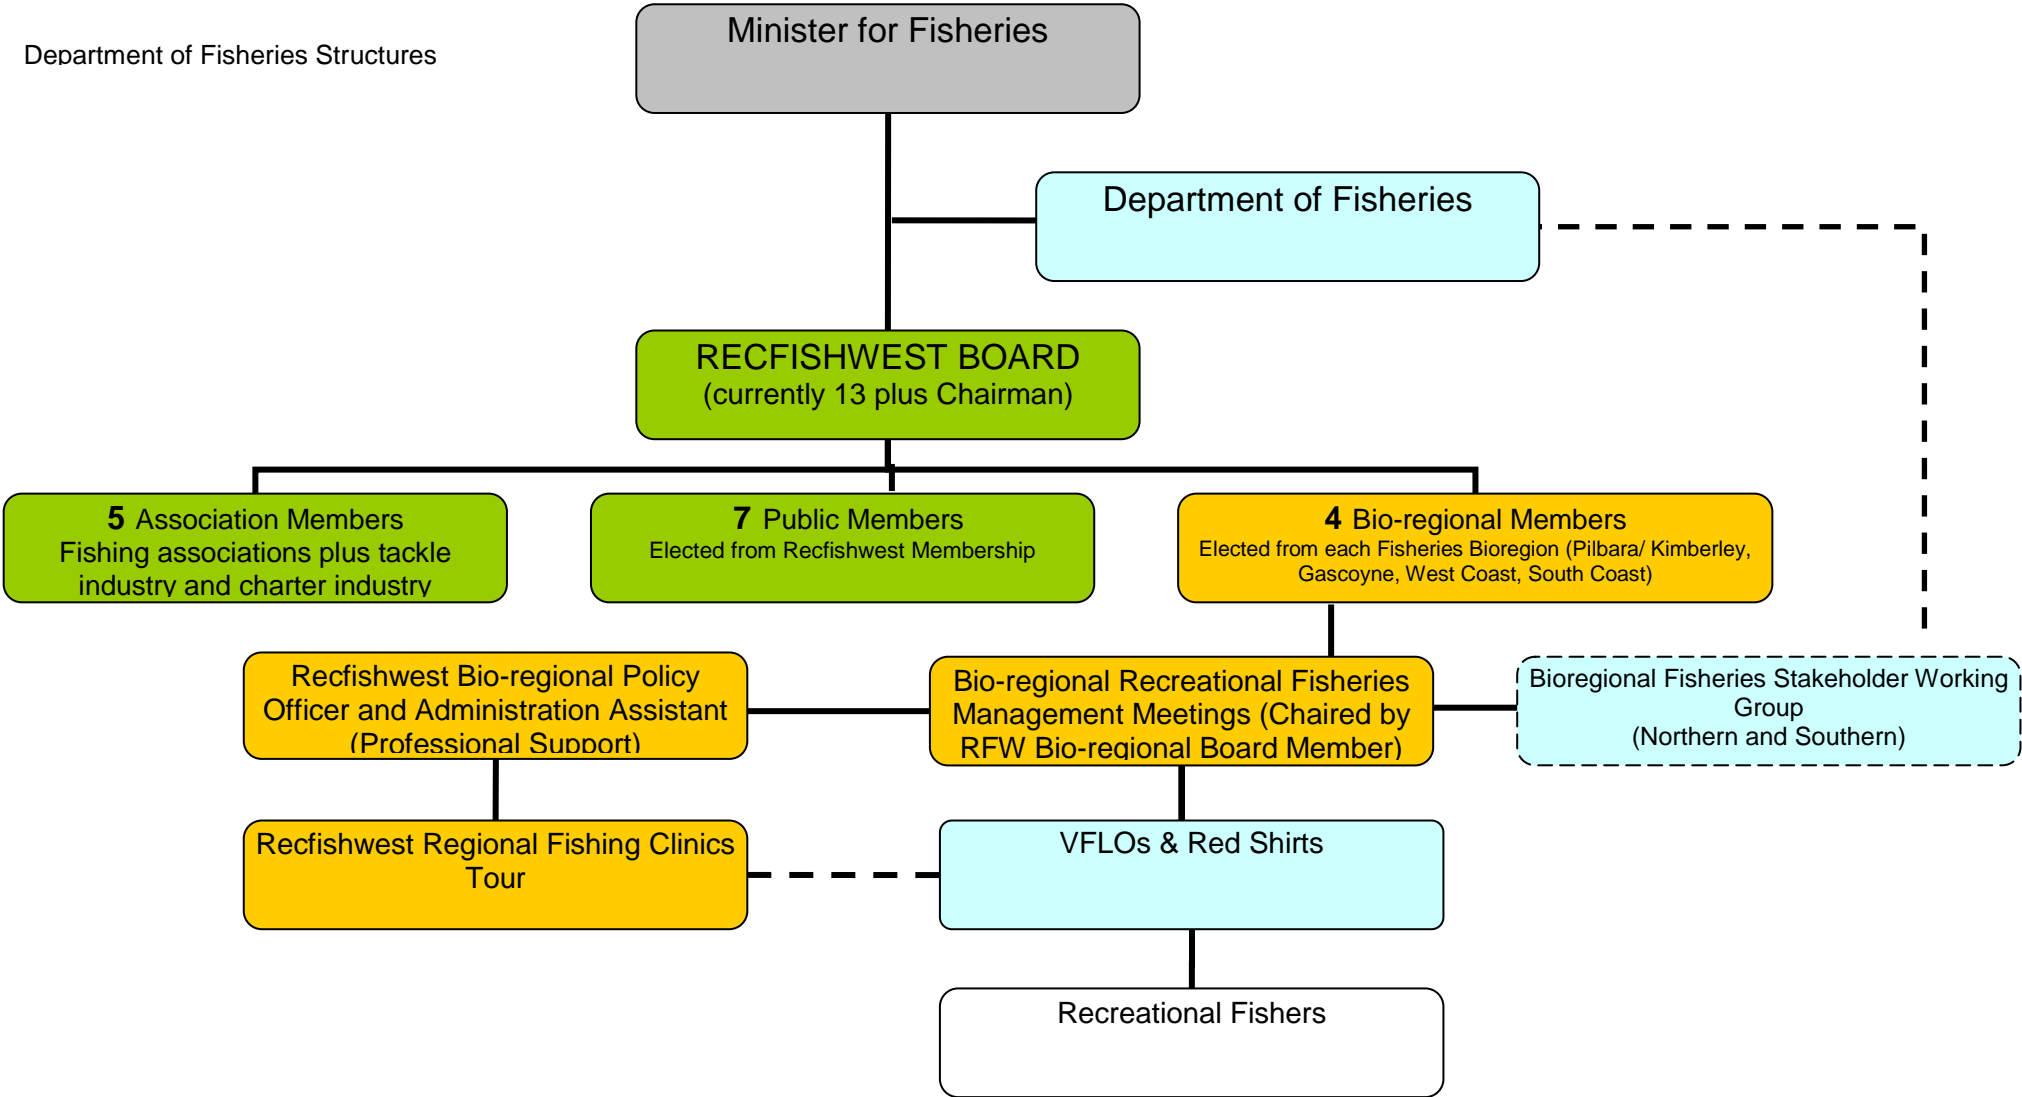 Minister for Fisheries
Department of Fisheries Structures
Department of Fisheries
RECFISHWEST BOARD
(currently 13 plus Chairman)
5 Association Members
Fishing associations plus tackle
industry and charter industry
7 Public Members
Elected from Recfishwest Membership
4 Bio-regional Members
Elected from each Fisheries Bioregion (Pilbara/ Kimberley,
Gascoyne, West Coast, South Coast)
Recfishwest Bio-regional Policy
Officer and Administration Assistant
(Professional Support)
Bio-regional Recreational Fisheries
Management Meetings (Chaired by
RFW Bio-regional Board Member)
Bioregional Fisheries Stakeholder Working
Group
(Northern and Southern)
Recfishwest Regional Fishing Clinics
Tour
VFLOs & Red Shirts
Recreational Fishers